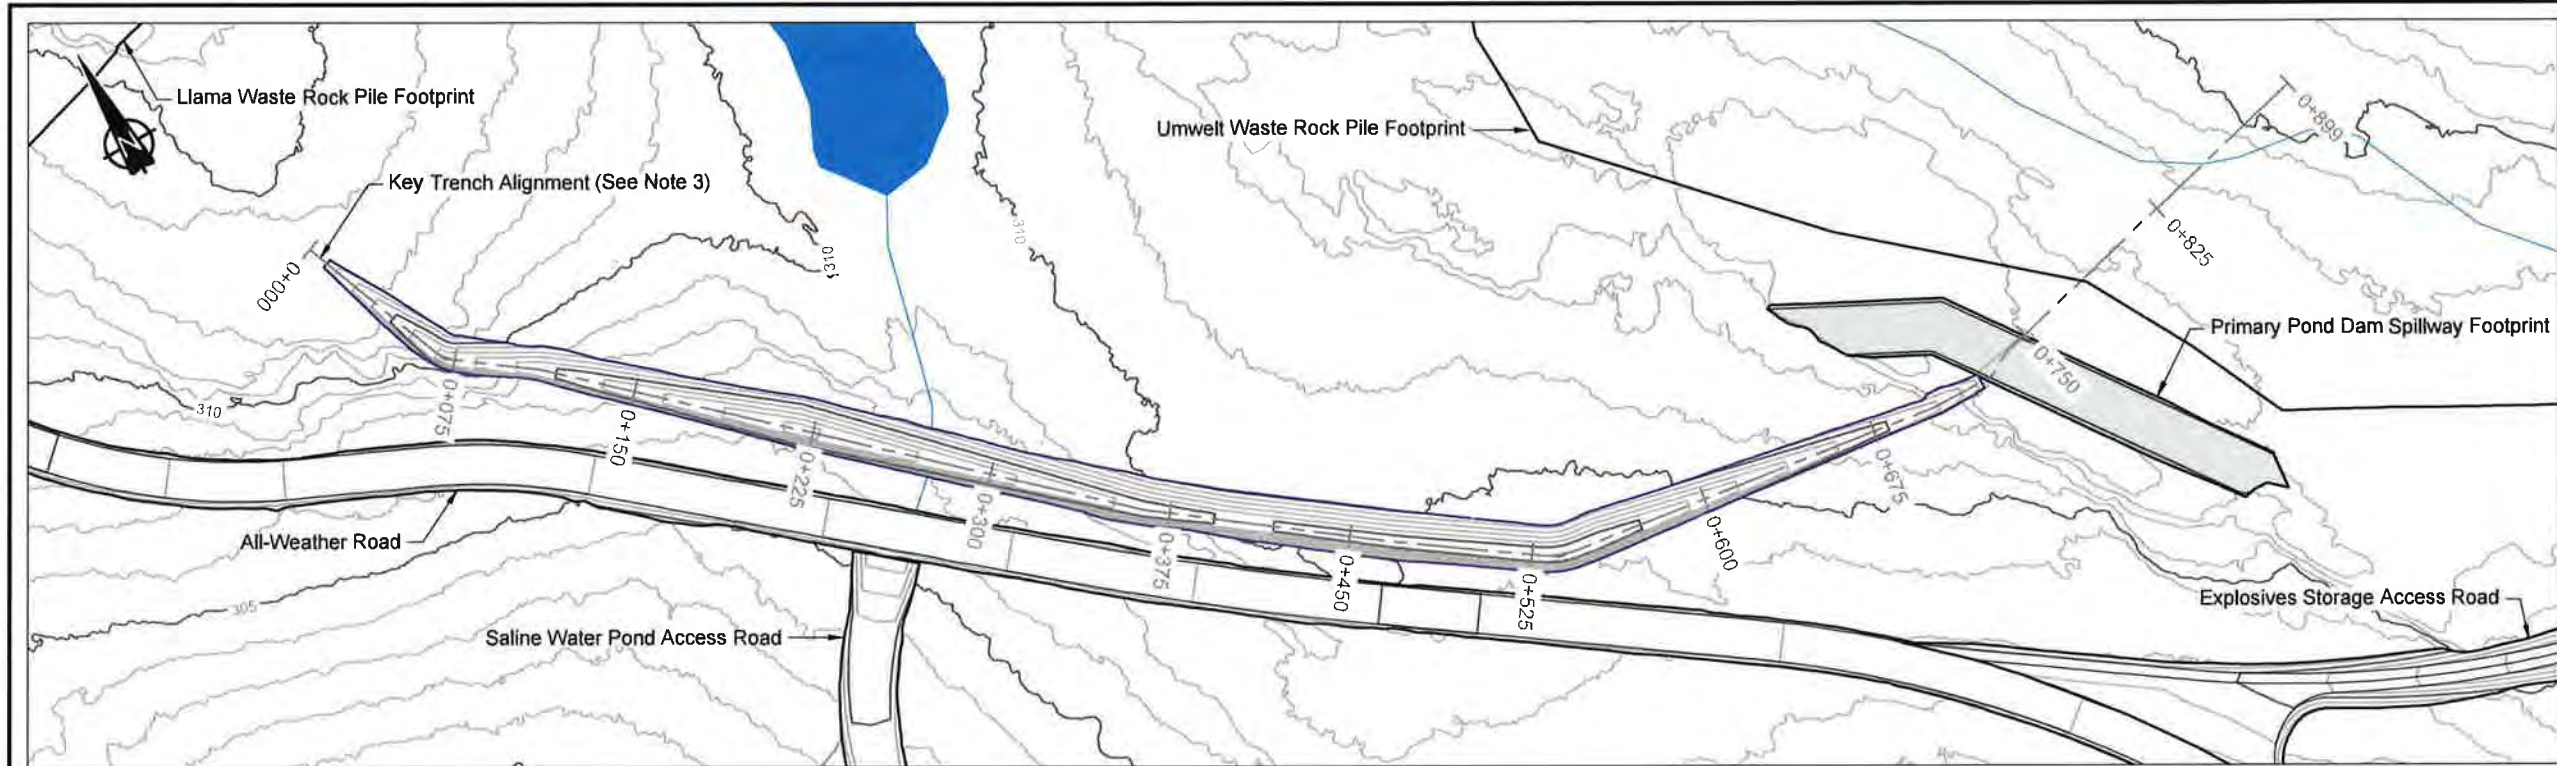 Llama Waste Rock Pile Footprint
0+899
Umwelt Waste Rock Pile Footprint
Key Trench Alignment (See Note 3)
0+825
310
1310
0+000
Primary Pond Dam Spillway Footprint
0+750
310
0+075
0+150
0+225
0+300
0+375
0+450
0+525
0+600
0+675
All-Weather Road
305
Saline Water Pond Access Road
Explosives Storage Access Road